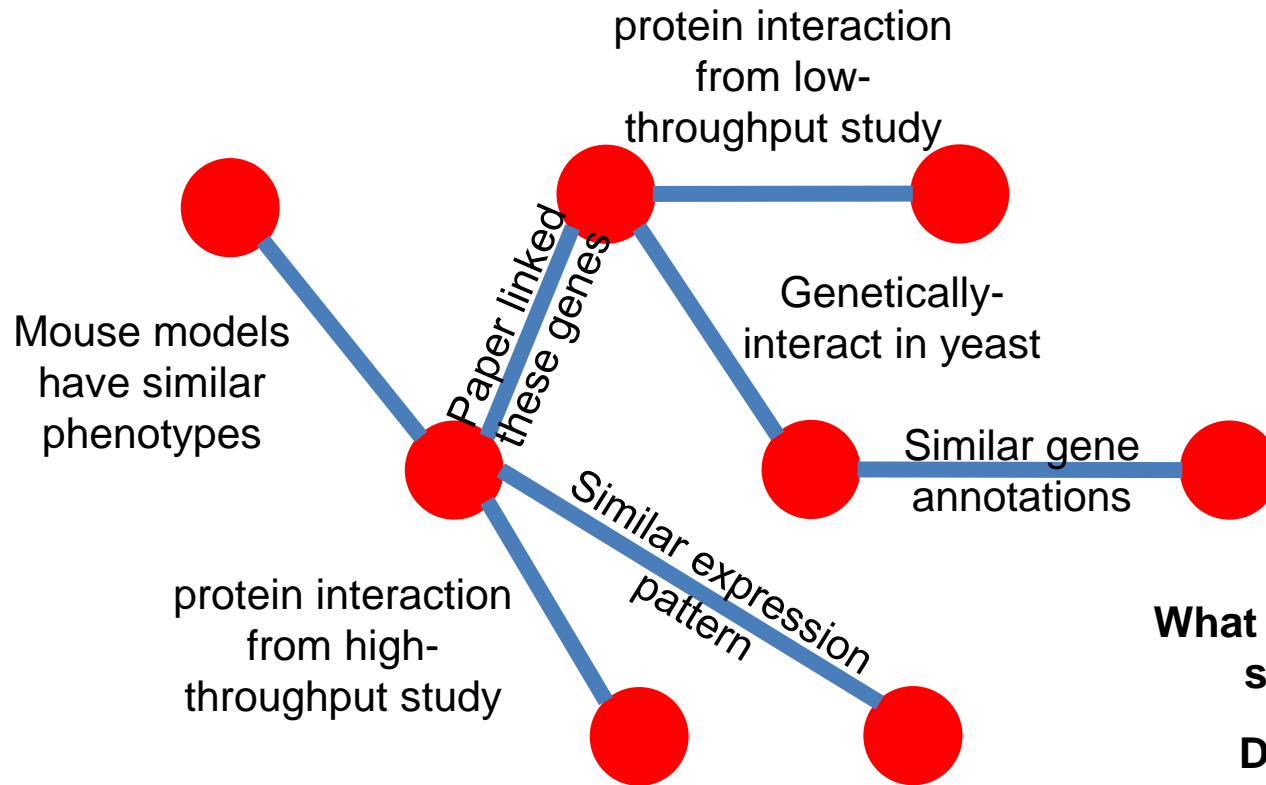 protein interaction
from low-
throughput study
Paper linked
these genes
Genetically-
interact in yeast
Mouse models
have similar
phenotypes
Similar gene
annotations
Similar expression
pattern
protein interaction
from high-
throughput study
What
s
D